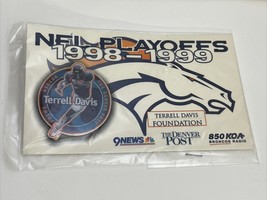 NFL PLAYOFFS
1998-1999
Terrell Davis
TERRELL DAVIS
FOUNDATION
9NEWS
THE DENVER
POST
850 KOA
BRONCOS RADIO